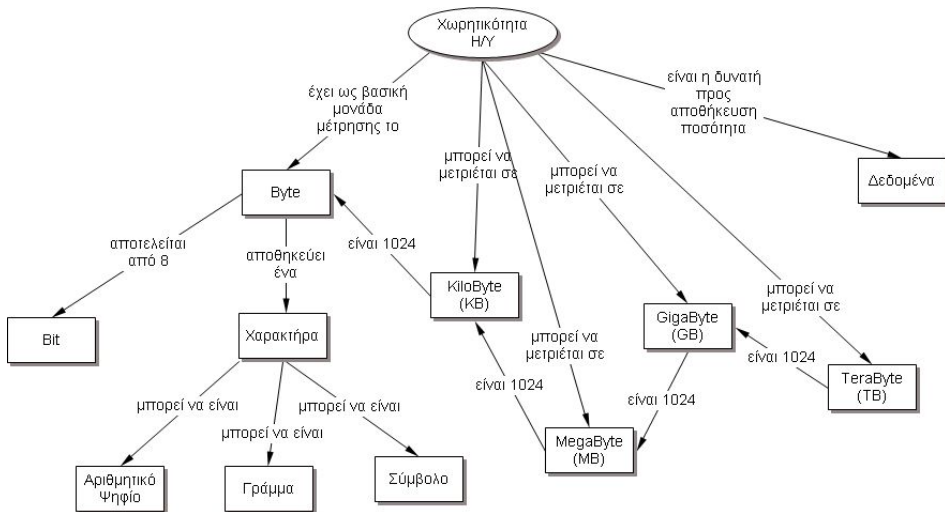 Χωρητικότητα
Η/Υ
έχει ως βασική
μονάδα
μέτρησης το
είναι η δυνατή
προς
αποθήκευση
ποσότητα
μπορεί να
μετριέται σε
μπορεί να
μετριέται σε
Δεδομένα
Byte
αποτελείται
από 8
αποθηκεύει
ένα
είναι 1024
KiloByte
(KB)
μπορεί να
μετριέται σε
GigaByte
(GB)
Bit
Χαρακτήρα
μπορεί να
μετριέται σε
είναι 1024
TeraByte
(TB)
είναι 1024
είναι 1024
μπορεί να είναι
μπορεί να είναι
μπορεί να είναι
MegaByte
(MB)
Αριθμητικό
Ψηφίο
Γράμμα
Σύμβολο